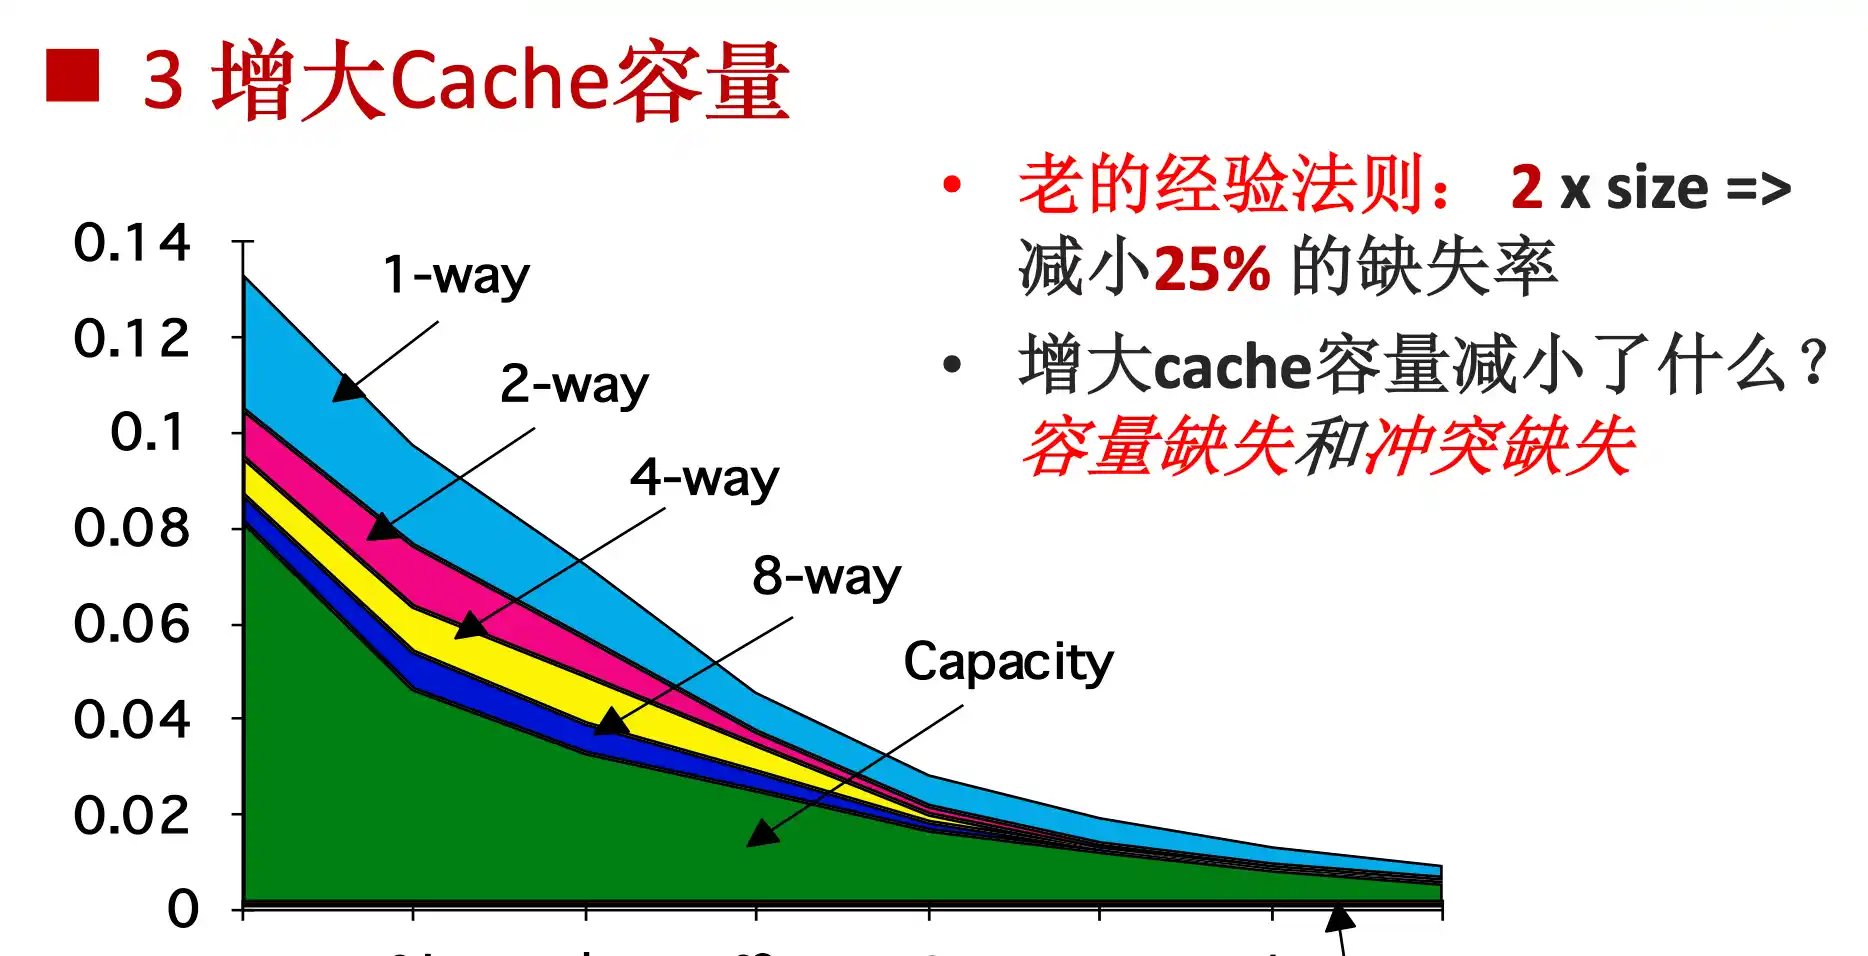 3 增大Cache容量
老的经验法则： 2 x size =>
减小25% 的缺失率
增大cache容量减小了什么？
容量缺失和冲突缺失
0.14
0.12
0.1
0.08
0.06
0.04
0.02
0
1-way
2-way
4-way
8-way
Capacity